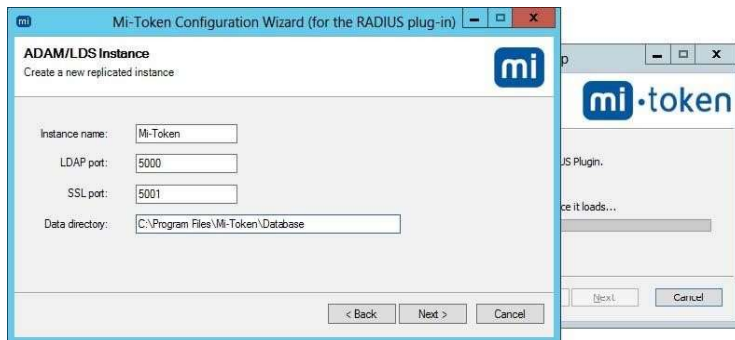 mi Mi-Token Configuration Wizard (for the RADIUS plug-in)
ADAM/LDS Instance
Create a new replicated instance
mi
Instance name: Mi-Token
LDAP port: 5000
SSL port: 5001
Data directory: C:\Program Files\Mi-Token\Database
< Back Next > Cancel
p
mi·token
US Plugin.
ce it loads...
Next Cancel